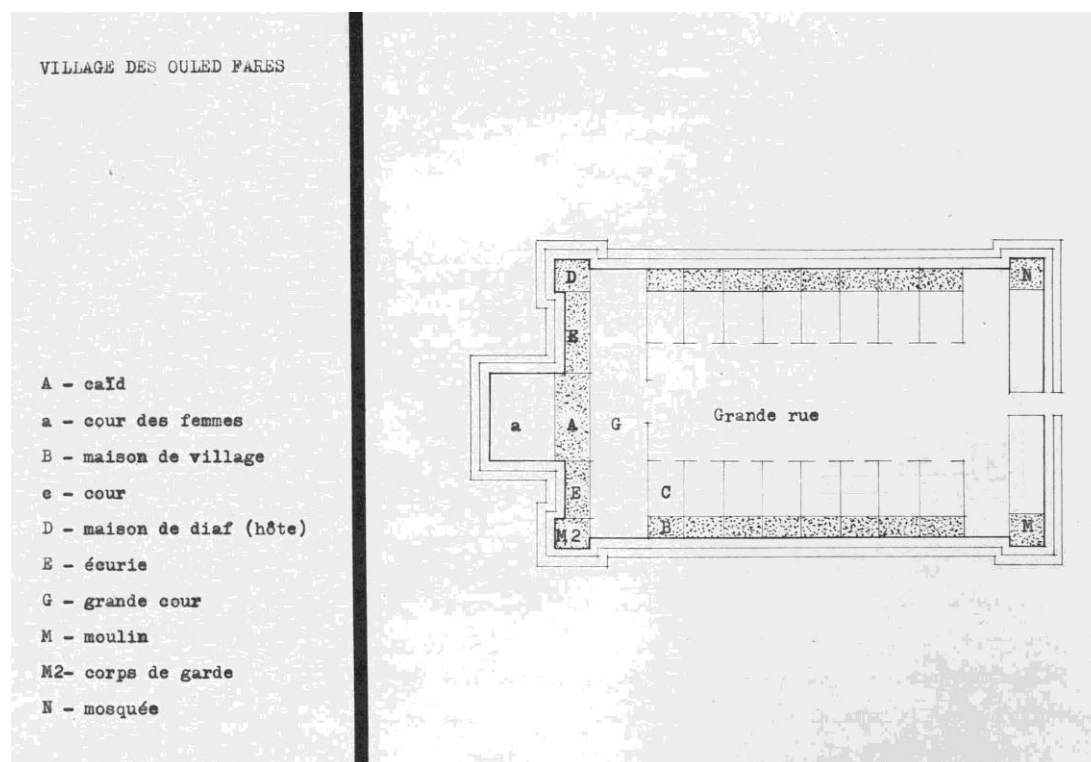 VILLAGE DES OULED FARES
A - caïd
a - cour des femmes
B - maison de village
e - cour
D - maison de diaf (hôte)
E - écurie
G - grande cour
M - moulin
M2- corps de garde
N - mosquée
D
N
E
a
A
G
Grande rue
E
C
M2
B
M